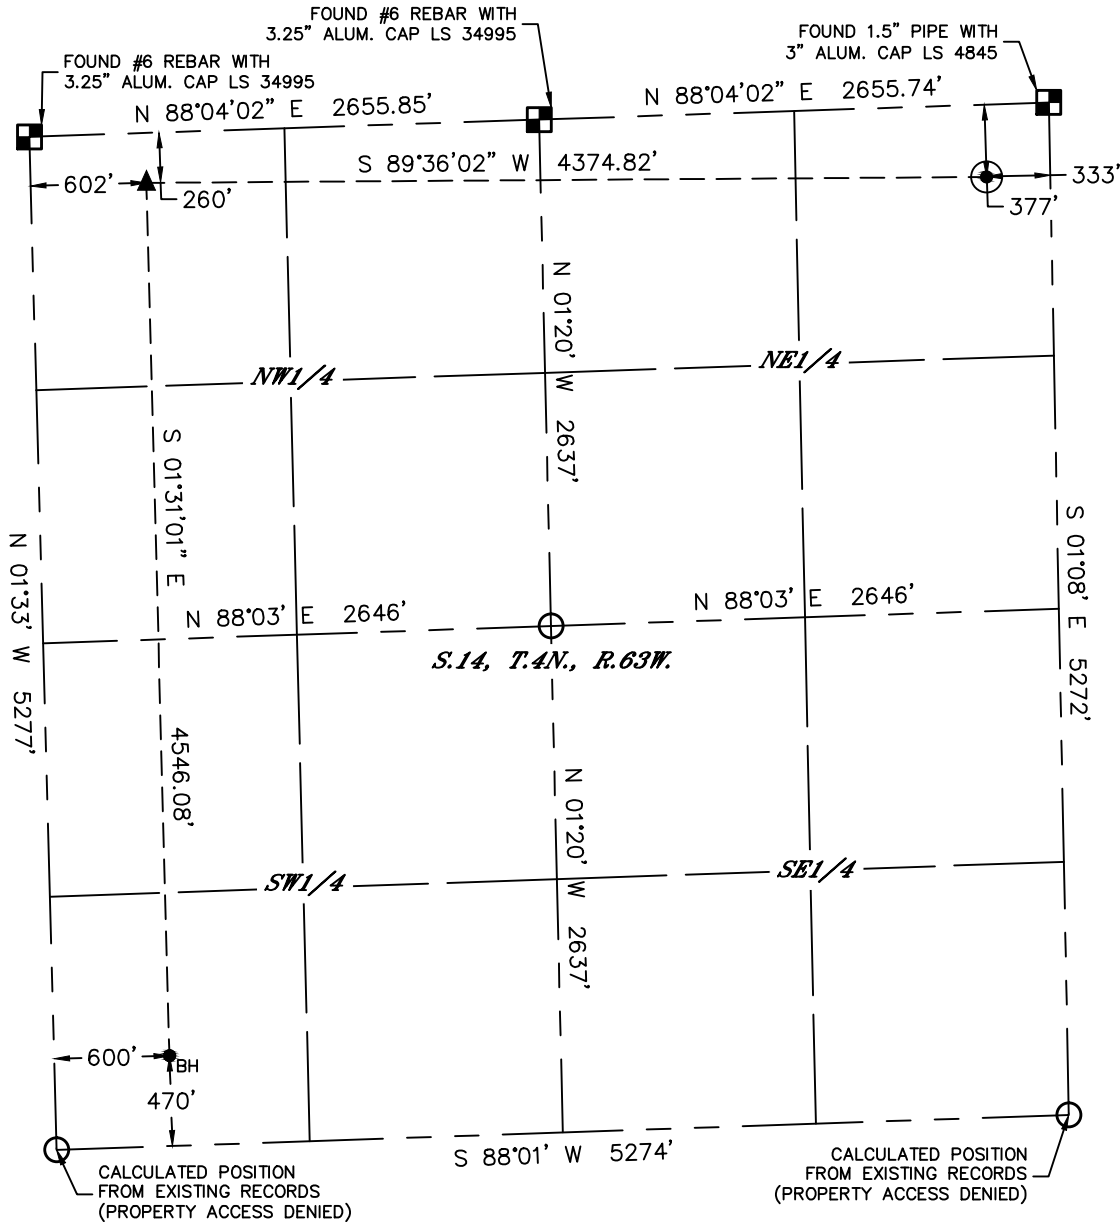 FOUND #6 REBAR WITH
3.25” ALUM. CAP LS 34995
FOUND #6 REBAR WITH
3.25” ALUM. CAP LS 34995
FOUND 1.5” PIPE WITH
3” ALUM. CAP LS 4845
N 88°04’02” E 2655.85’
N 88°04’02” E 2655.74’
S 89°36’02” W 4374.82’
602’
260’
333’
377’
N 01°20’ W 2637’
NW1/4
NE1/4
S 01°31’01” E 4546.08’
N 01°33’ W 5277’
S 01°08’ E 5272’
N 88°03’ E 2646’
N 88°03’ E 2646’
S.14, T.4N., R.63W.
N 01°20’ W 2637’
SW1/4
SE1/4
600’
BH
470’
S 88°01’ W 5274’
CALCULATED POSITION
FROM EXISTING RECORDS
(PROPERTY ACCESS DENIED)
CALCULATED POSITION
FROM EXISTING RECORDS
(PROPERTY ACCESS DENIED)